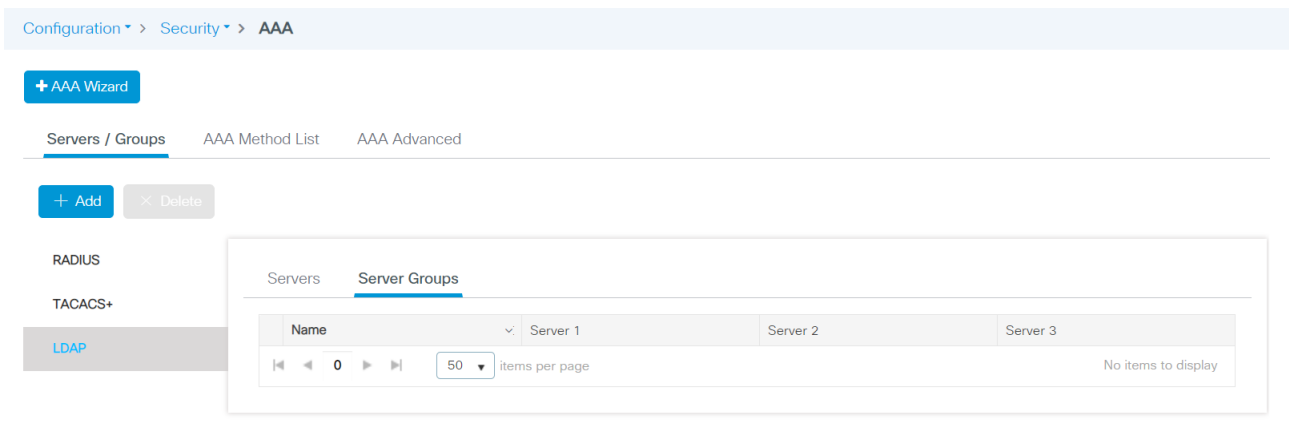 Configuration > Security > AAA
+ AAA Wizard
Servers / Groups AAA Method List AAA Advanced
+ Add × Delete
RADIUS
TACACS+
LDAP
Servers Server Groups
Name Server 1 Server 2 Server 3
0 50 items per page No items to display